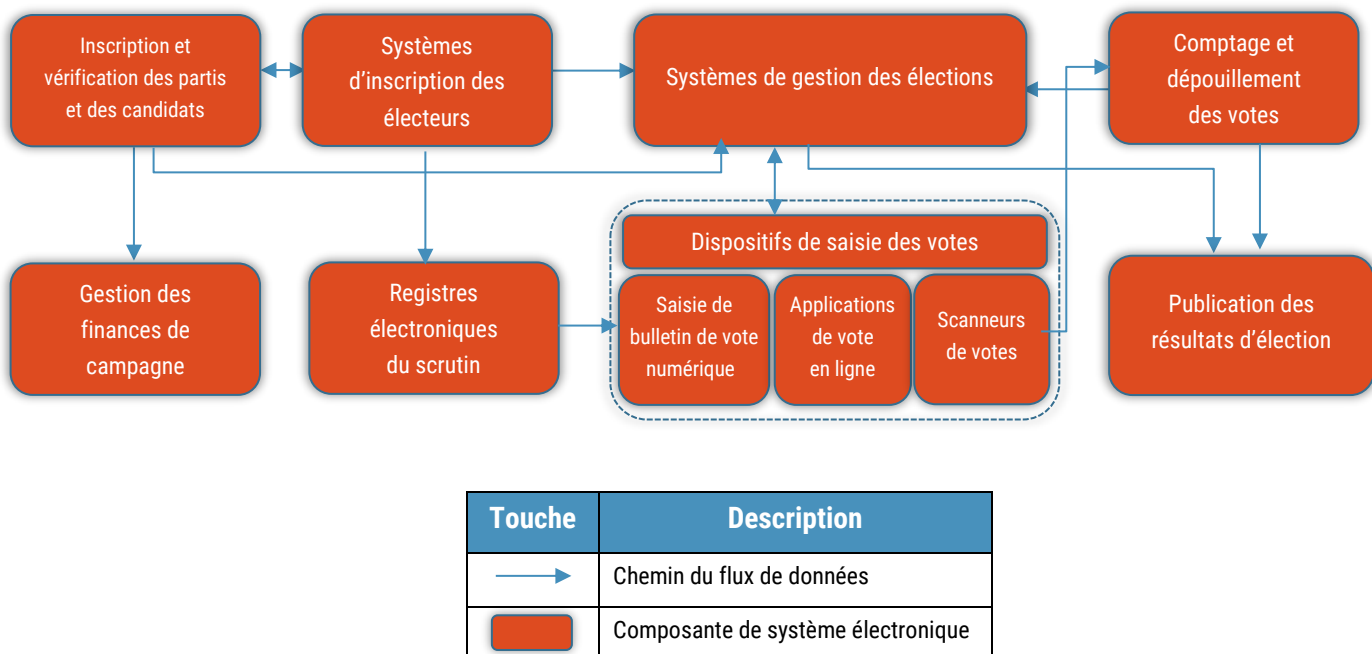 Inscription et
vérification des partis
et des candidats
Systèmes
d’inscription des
électeurs
Systèmes de gestion des élections
Comptage et
dépouillement
des votes
Gestion des
finances de
campagne
Registres
électroniques
du scrutin
Dispositifs de saisie des votes
Saisie de
bulletin de vote
numérique
Applications
de vote
en ligne
Scanneurs
de votes
Publication des
résultats d’élection
Touche
Description
Chemin du flux de données
Composante de système électronique